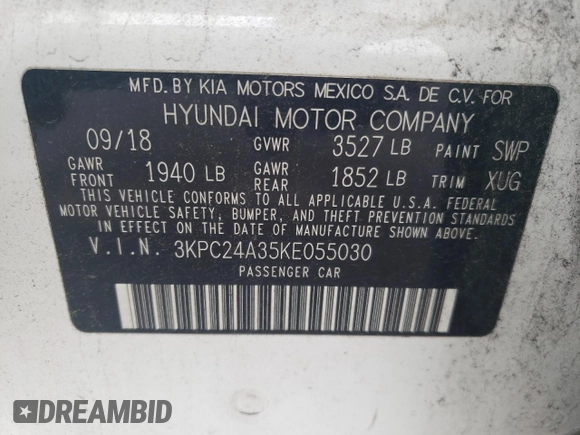 MFD. BY KIA MOTORS MEXICO S.A. DE C.V. FOR
HYUNDAI MOTOR COMPANY
09/18 GVWR 3527 LB PAINT SWP
GAWR FRONT 1940 LB GAWR REAR 1852 LB TRIM XUG
THIS VEHICLE CONFORMS TO ALL APPLICABLE U.S.A. FEDERAL
MOTOR VEHICLE SAFETY, BUMPER, AND THEFT PREVENTION STANDARDS
IN EFFECT ON THE DATE OF MANUFACTURE SHOWN ABOVE.
V.I.N. 3KPC24A35KE055030
PASSENGER CAR
DREAMBID